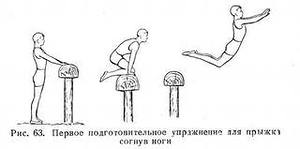 Рис. 63. Первое подготовительное упражнение для прыжка
согнув ноги